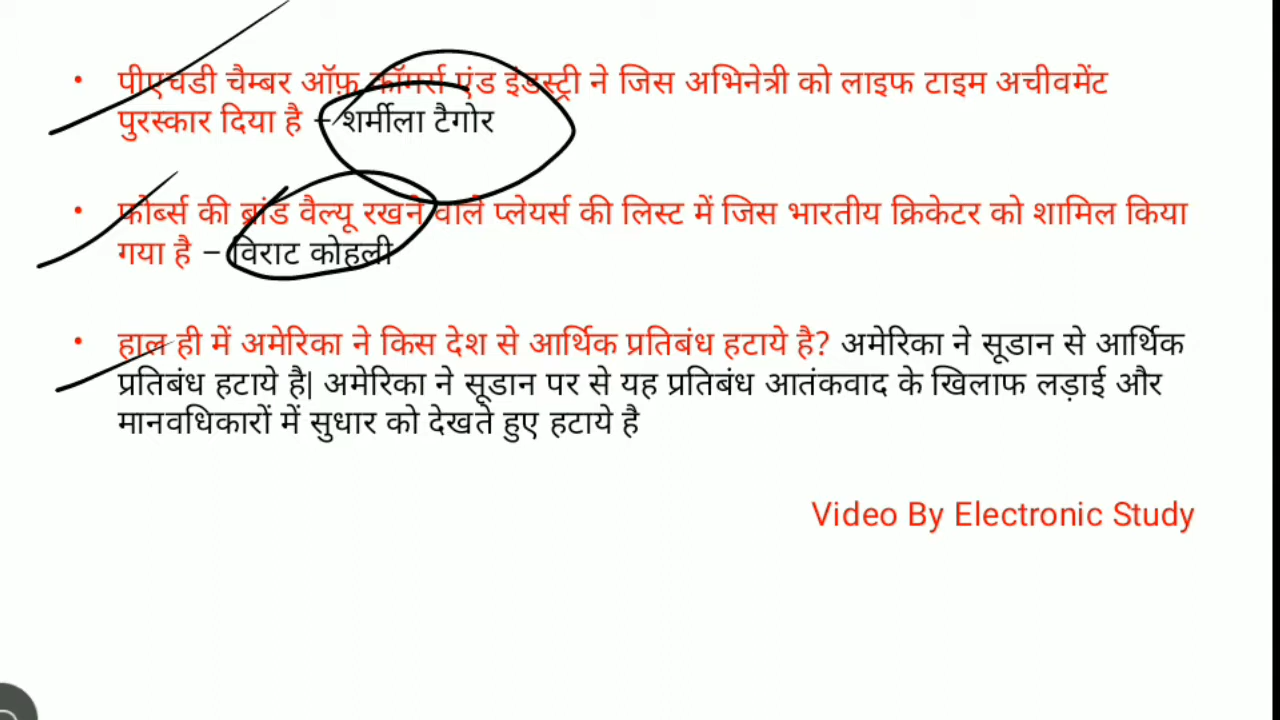 • पीएचडी चैम्बर ऑफ़ कॉमर्स एंड इंडस्ट्री ने जिस अभिनेत्री को लाइफ टाइम अचीवमेंट
पुरस्कार दिया है – शर्मीला टैगोर
• फोर्ब्स की ब्रांड वैल्यू रखने वाले प्लेयर्स की लिस्ट में जिस भारतीय क्रिकेटर को शामिल किया
गया है – विराट कोहली
• हाल ही में अमेरिका ने किस देश से आर्थिक प्रतिबंध हटाये है? अमेरिका ने सूडान से आर्थिक
प्रतिबंध हटाये है| अमेरिका ने सूडान पर से यह प्रतिबंध आतंकवाद के खिलाफ लड़ाई और
मानवधिकारों में सुधार को देखते हुए हटाये है
Video By Electronic Study